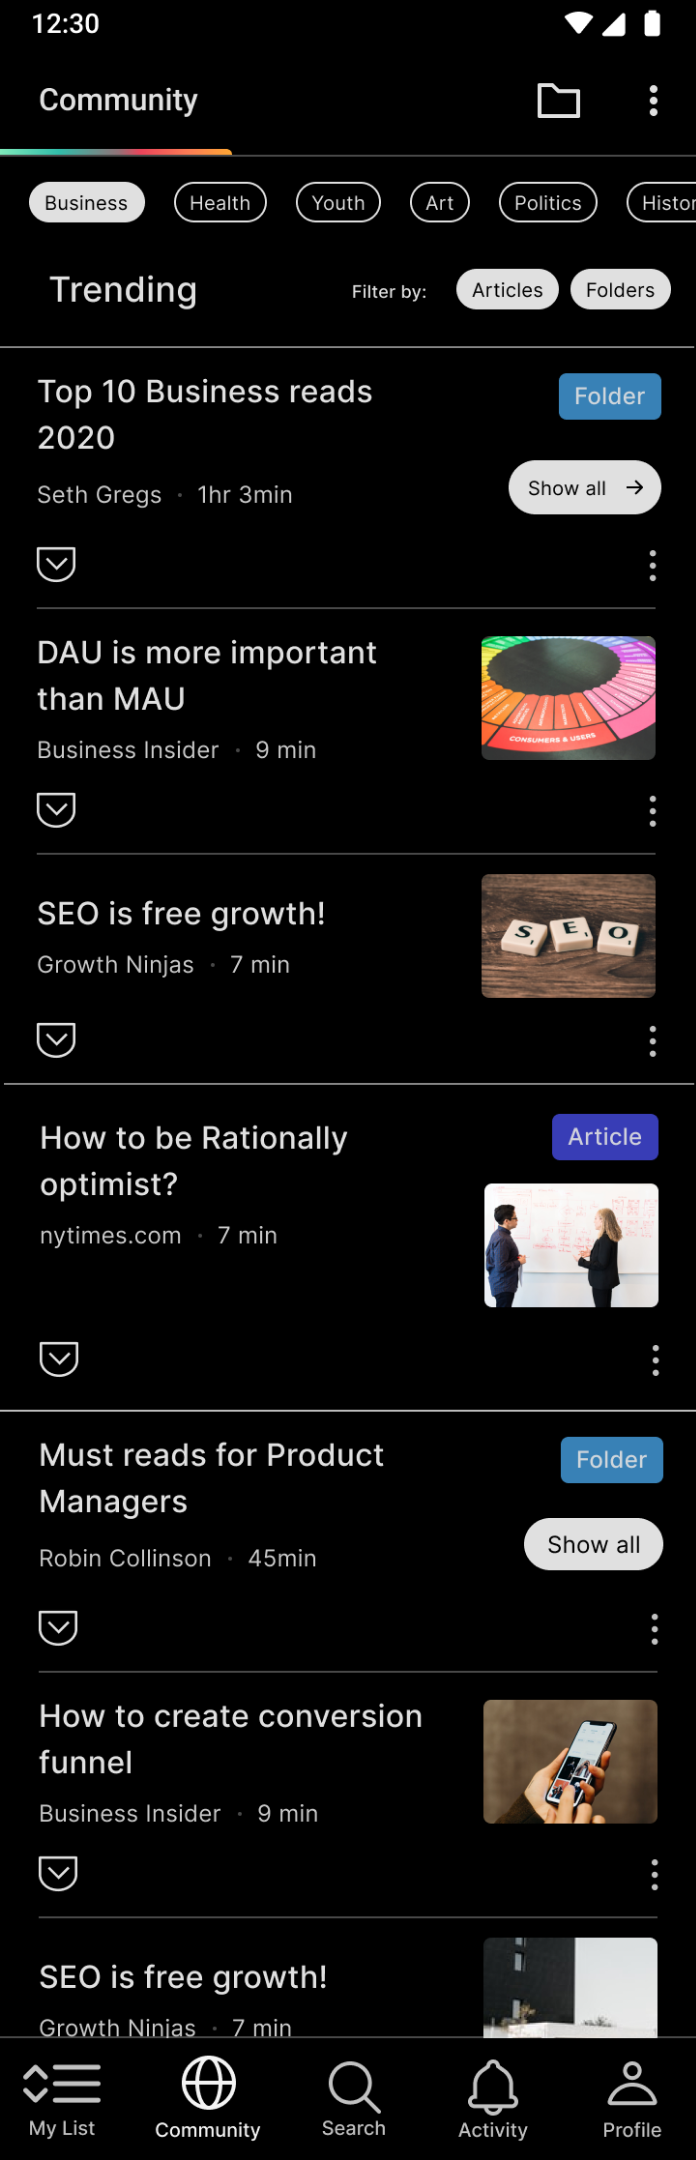 12:30
Community
Business Health Youth Art Politics Histor
Trending Filter by: Articles Folders
Top 10 Business reads
2020
Folder
Seth Gregs · 1hr 3min
Show all →
DAU is more important
than MAU
Business Insider · 9 min
CONSUMERS & USERS
SEO is free growth!
Growth Ninjas · 7 min
S E O
How to be Rationally
optimist?
Article
nytimes.com · 7 min
Must reads for Product
Managers
Folder
Robin Collinson · 45min
Show all
How to create conversion
funnel
Business Insider · 9 min
SEO is free growth!
Growth Ninjas · 7 min
My List Community Search Activity Profile